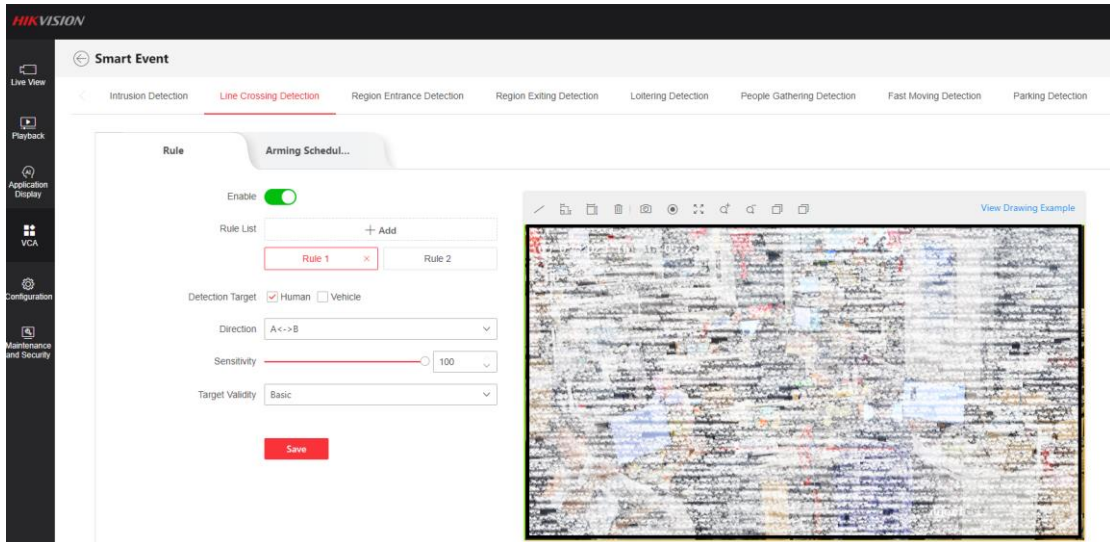 HIKVISION
Smart Event
Live View
Playback
Application
Display
VCA
Configuration
Maintenance
and Security
Intrusion Detection Line Crossing Detection Region Entrance Detection Region Exiting Detection Loitering Detection People Gathering Detection Fast Moving Detection Parking Detection
Rule Arming Schedul...
Enable
View Drawing Example
Rule List + Add
Rule 1 × Rule 2
Detection Target Human Vehicle
Direction A<->B
Sensitivity 100
Target Validity Basic
Save